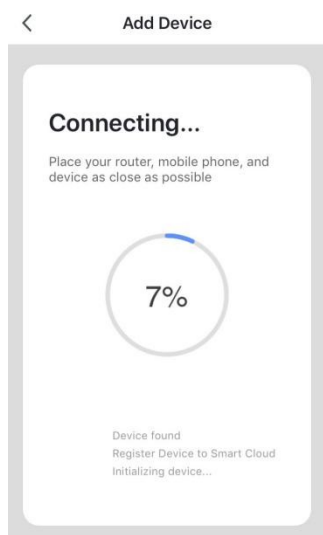 Add Device
Connecting...
Place your router, mobile phone, and
device as close as possible
7%
Device found
Register Device to Smart Cloud
Initializing device...